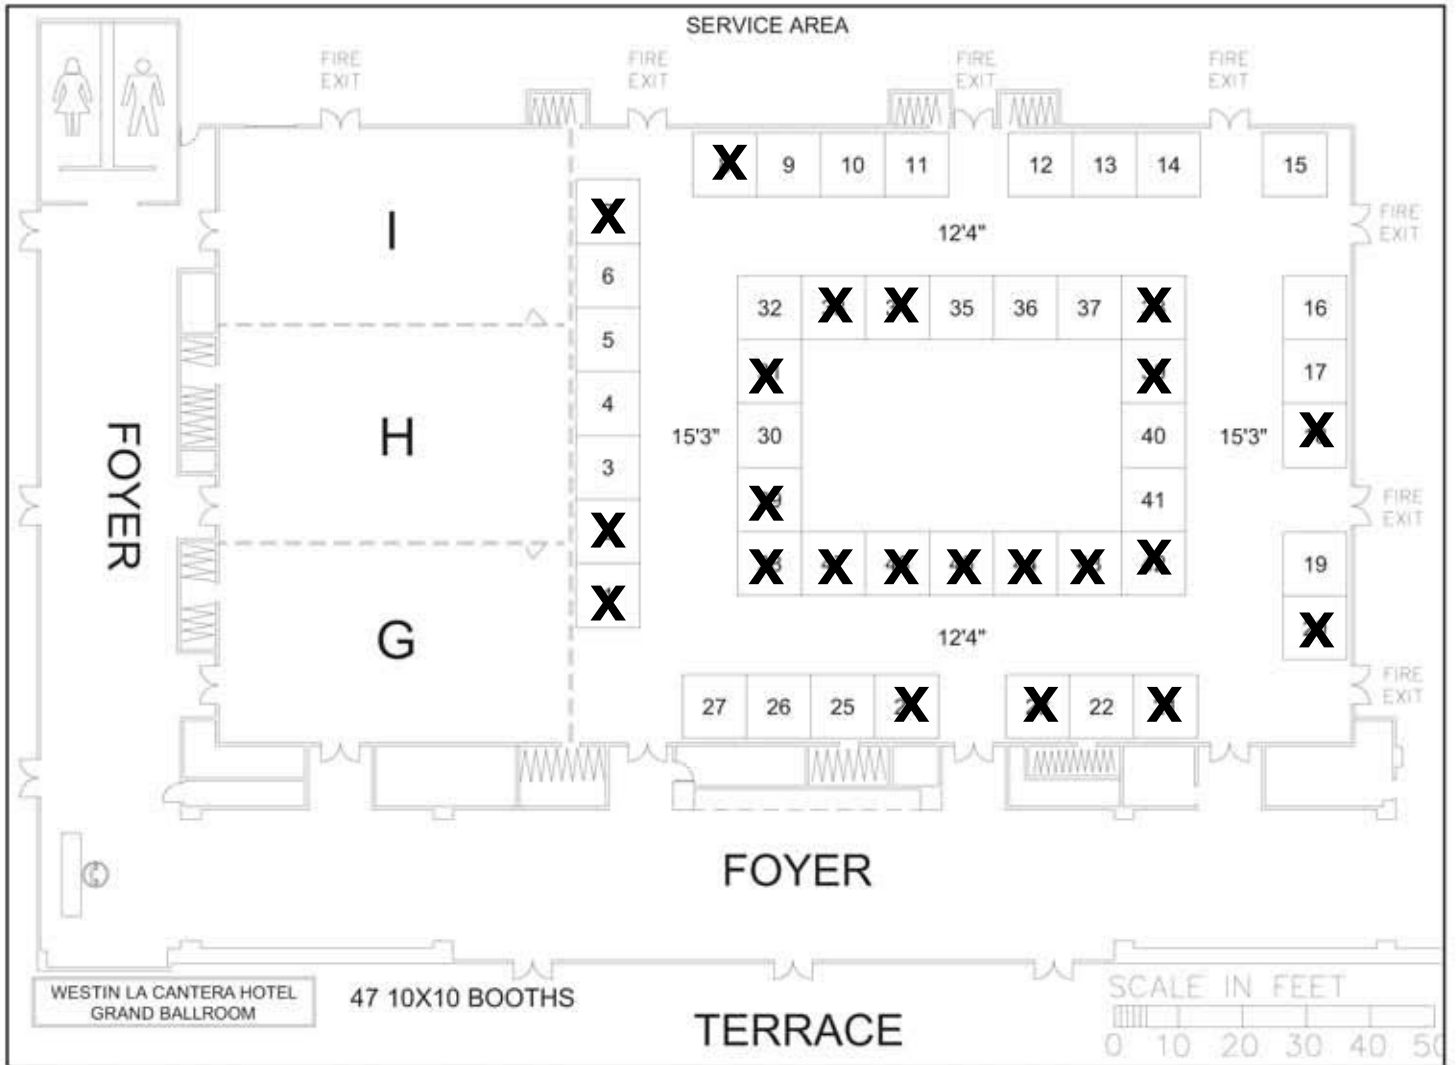 SERVICE AREA
FIRE
EXIT
FIRE
EXIT
FIRE
EXIT
FIRE
EXIT
X
9
10
11
12
13
14
15
I
X
6
5
4
3
X
X
12'4"
FIRE
EXIT
32
X
X
35
36
37
X
16
X
X
17
H
15'3"
30
40
15'3"
X
X
41
FIRE
EXIT
X
X
X
X
X
X
X
19
X
FOYER
G
12'4"
FIRE
EXIT
27
26
25
X
X
22
X
FOYER
WESTIN LA CANTERA HOTEL
GRAND BALLROOM
47 10X10 BOOTHS
TERRACE
SCALE IN FEET
0 10 20 30 40 50